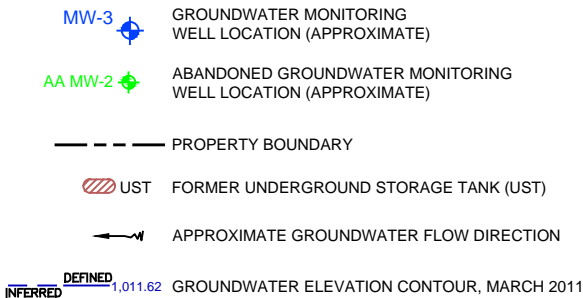 MW-3 GROUNDWATER MONITORING
WELL LOCATION (APPROXIMATE)
AA MW-2 ABANDONED GROUNDWATER MONITORING
WELL LOCATION (APPROXIMATE)
PROPERTY BOUNDARY
UST FORMER UNDERGROUND STORAGE TANK (UST)
APPROXIMATE GROUNDWATER FLOW DIRECTION
DEFINED
INFERRED 1,011.62 GROUNDWATER ELEVATION CONTOUR, MARCH 2011